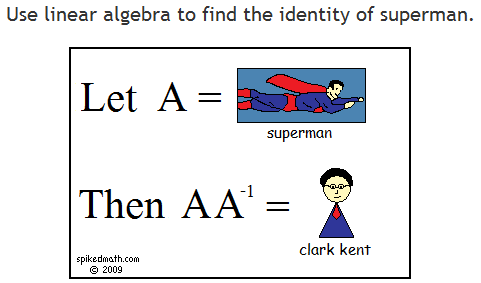 Use linear algebra to find the identity of superman.
Let A =
superman
Then AA⁻¹ =
clark kent
spikedmath.com
© 2009